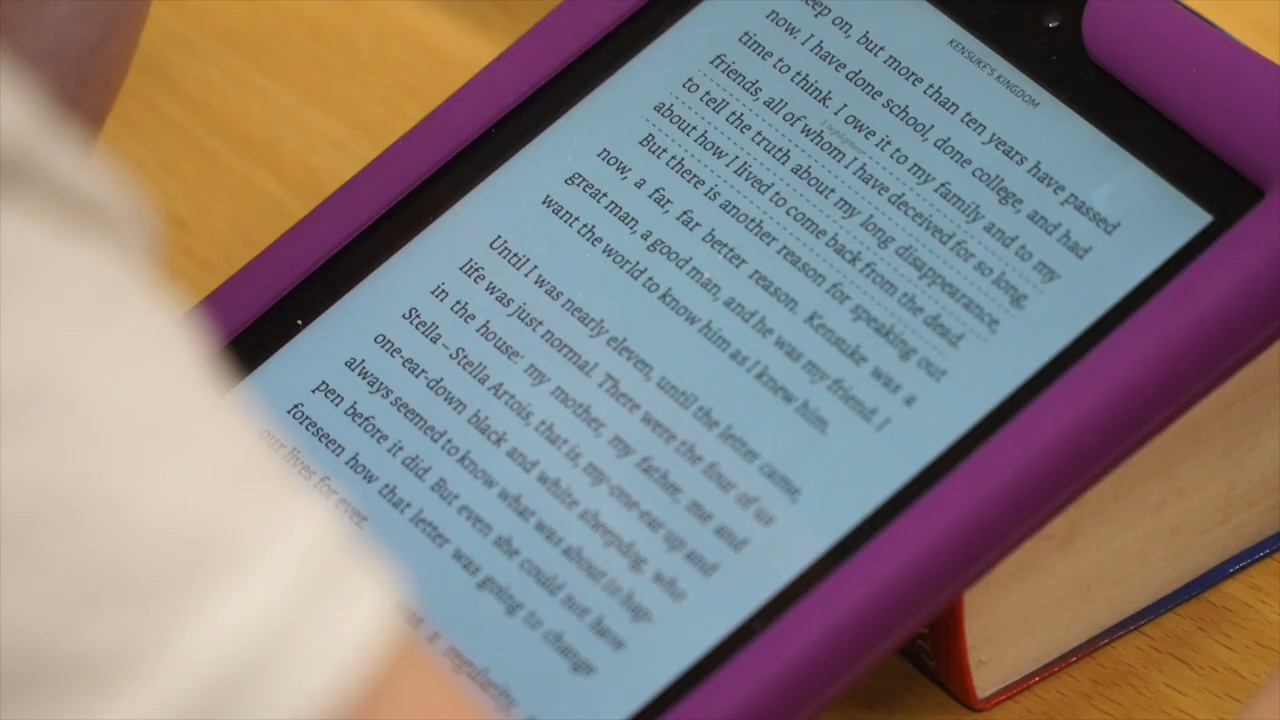 KENSUKE'S KINGDOM
on, but more than ten years have passed
now. I have done school, done college, and had
time to think. I owe it to my family and to my
friends, all of whom I have deceived for so long,
to tell the truth about my long disappearance,
about how I lived to come back from the dead.
But there is another reason for speaking out
now, a far, far better reason. Kensuke was a
great man, a good man, and he was my friend. I
want the world to know him as I knew him.
Until I was nearly eleven, until the letter came,
life was just normal. There were the four of us
in the house: my mother, my father, me and
Stella – Stella Artois, that is, my one-ear up and
one-ear-down black and white sheepdog, who
always seemed to know what was about to hap-
pen before it did. But even she could not have
foreseen how that letter was going to change
our lives for ever.
a regularity,